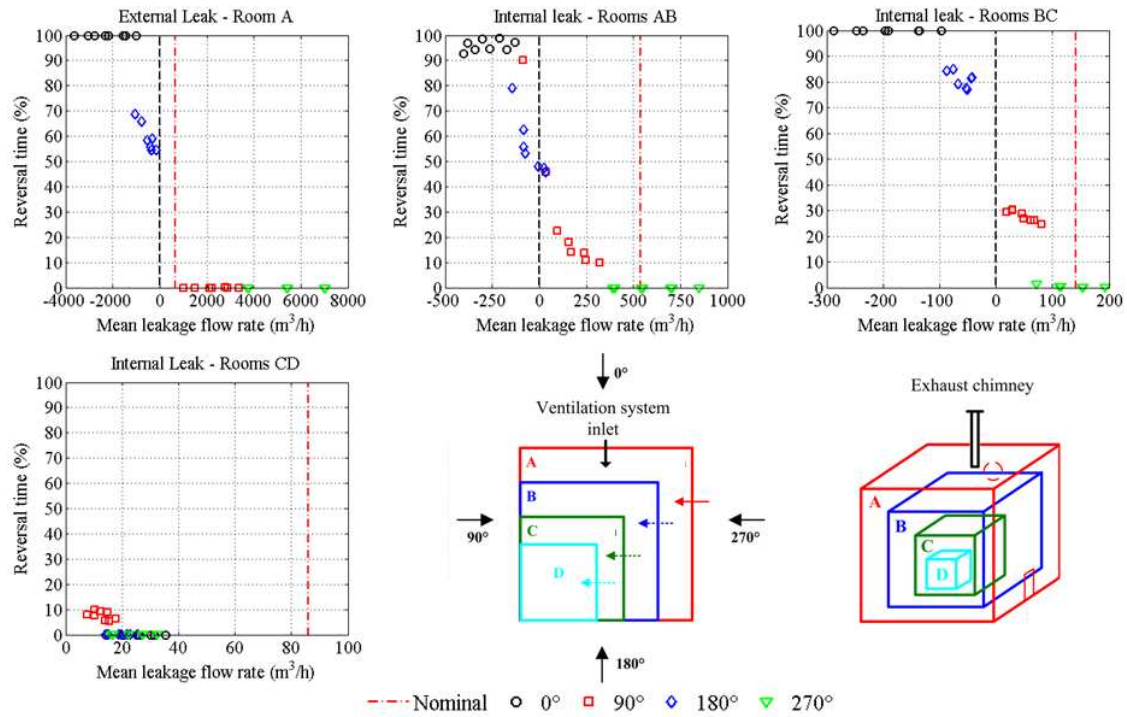 External Leak - Room A
100
90
80
70
60
50
40
30
20
10
0
Reversal time (%)
-4000 -2000 0 2000 4000 6000 8000
Mean leakage flow rate (m³/h)
Internal leak - Rooms AB
100
90
80
70
60
50
40
30
20
10
0
Reversal time (%)
-500 -250 0 250 500 750 1000
Mean leakage flow rate (m³/h)
Internal leak - Rooms BC
100
90
80
70
60
50
40
30
20
10
0
Reversal time (%)
-300 -200 -100 0 100 200
Mean leakage flow rate (m³/h)
Internal Leak - Rooms CD
100
90
80
70
60
50
40
30
20
10
0
Reversal time (%)
0 20 40 60 80 100
Mean leakage flow rate (m³/h)
0°
Ventilation system
inlet
A
B
C
D
90°
270°
180°
Exhaust chimney
A
B
C
D
Nominal 0° 90° 180° 270°